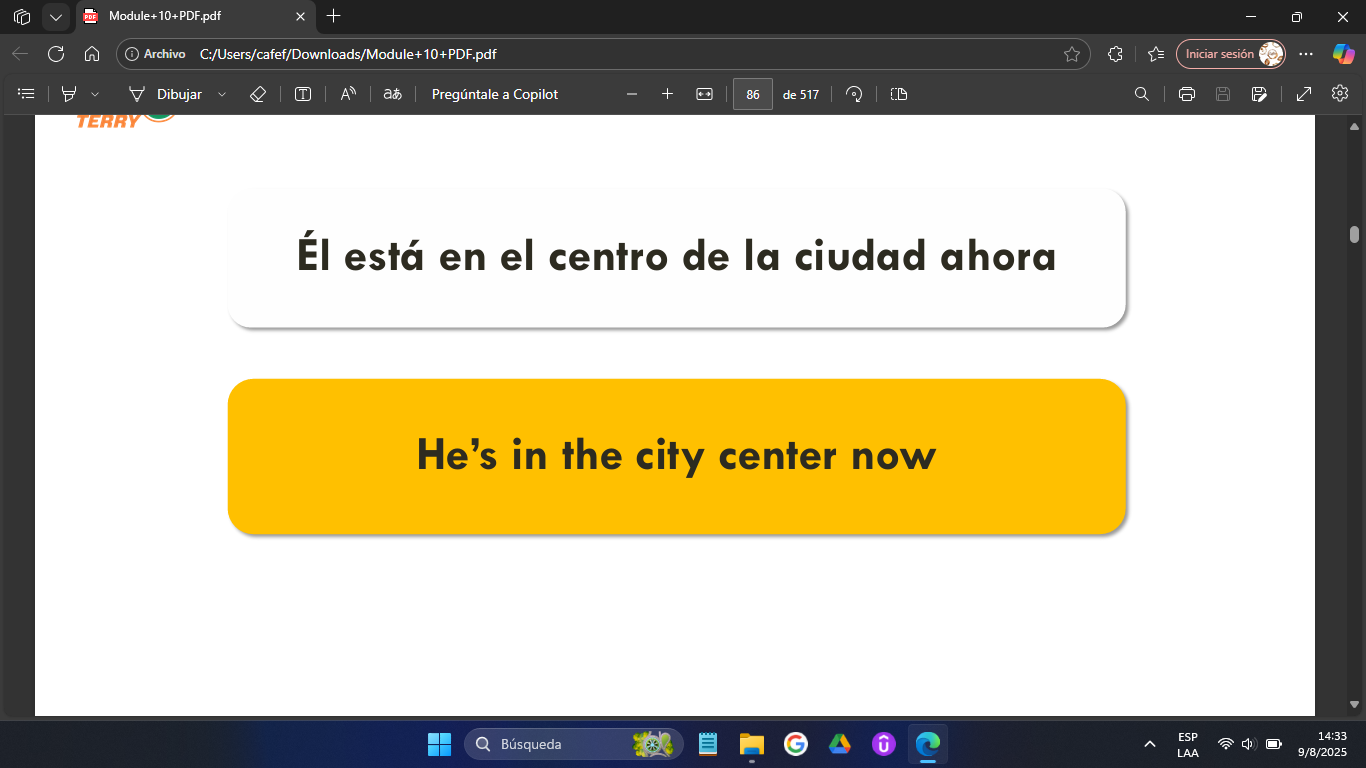 Module+10+PDF.pdf
Archivo C:/Users/cafef/Downloads/Module+10+PDF.pdf Iniciar sesión
Dibujar Pregúntale a Copilot 86 de 517
TERRY
Él está en el centro de la ciudad ahora
He’s in the city center now
Búsqueda
ESP
LAA
14:33
9/8/2025